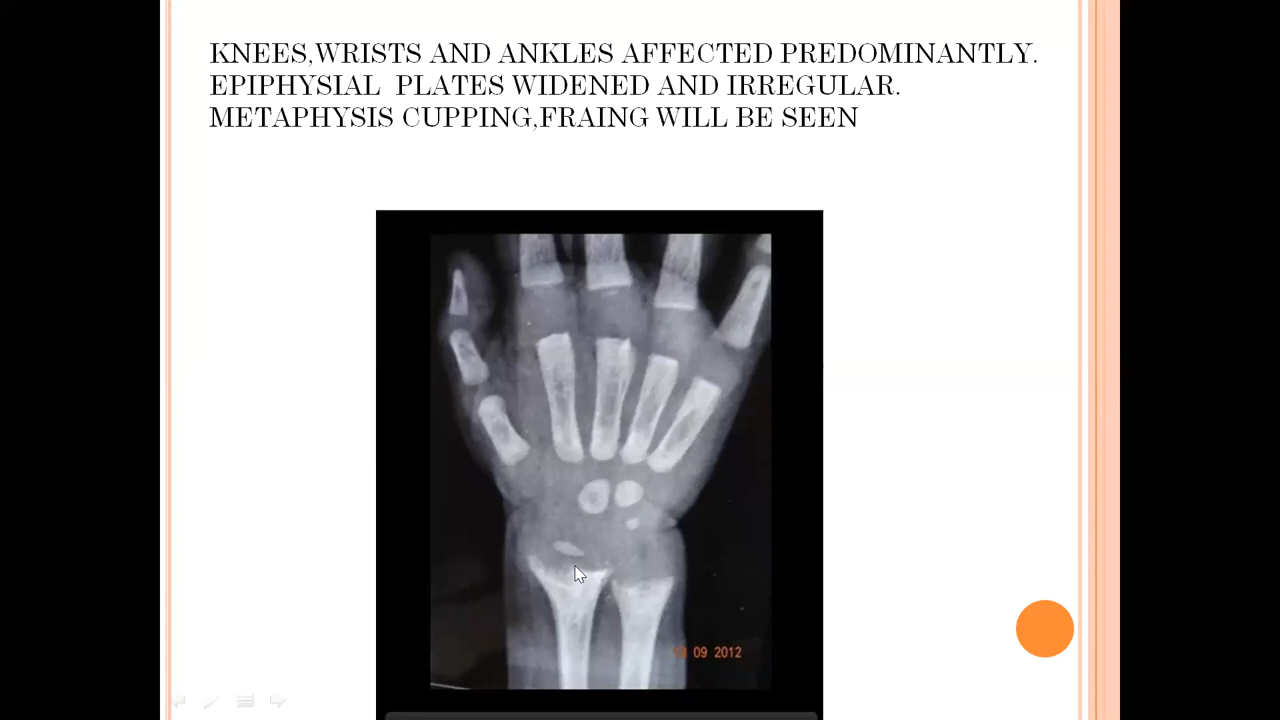 KNEES,WRISTS AND ANKLES AFFECTED PREDOMINANTLY.
EPIPHYSIAL PLATES WIDENED AND IRREGULAR.
METAPHYSIS CUPPING,FRAING WILL BE SEEN
09 2012